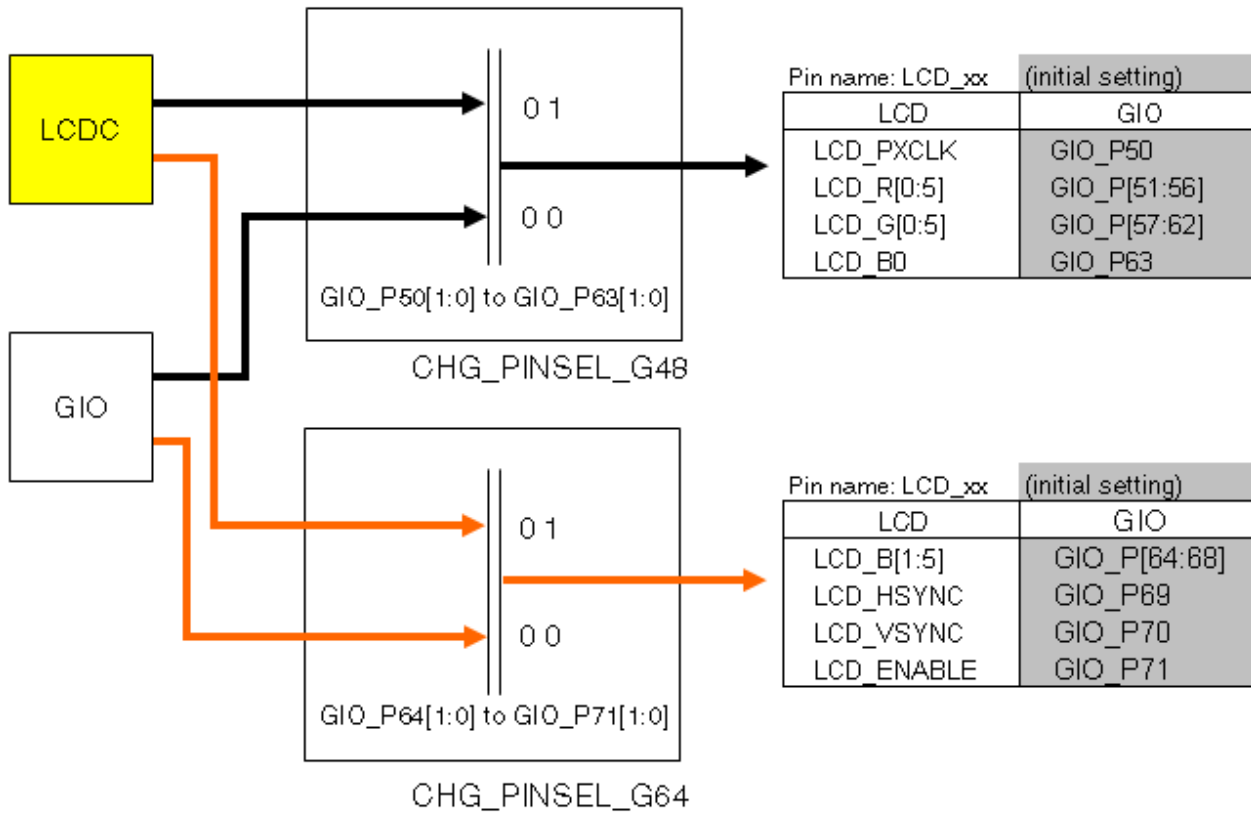 LCDC
GIO
0 1
0 0
GIO_P50[1:0] to GIO_P63[1:0]
CHG_PINSEL_G48
Pin name: LCD_xx (initial setting)
LCD GIO
LCD_PXCLK GIO_P50
LCD_R[0:5] GIO_P[51:56]
LCD_G[0:5] GIO_P[57:62]
LCD_B0 GIO_P63
0 1
0 0
GIO_P64[1:0] to GIO_P71[1:0]
CHG_PINSEL_G64
Pin name: LCD_xx (initial setting)
LCD GIO
LCD_B[1:5] GIO_P[64:68]
LCD_HSYNC GIO_P69
LCD_VSYNC GIO_P70
LCD_ENABLE GIO_P71